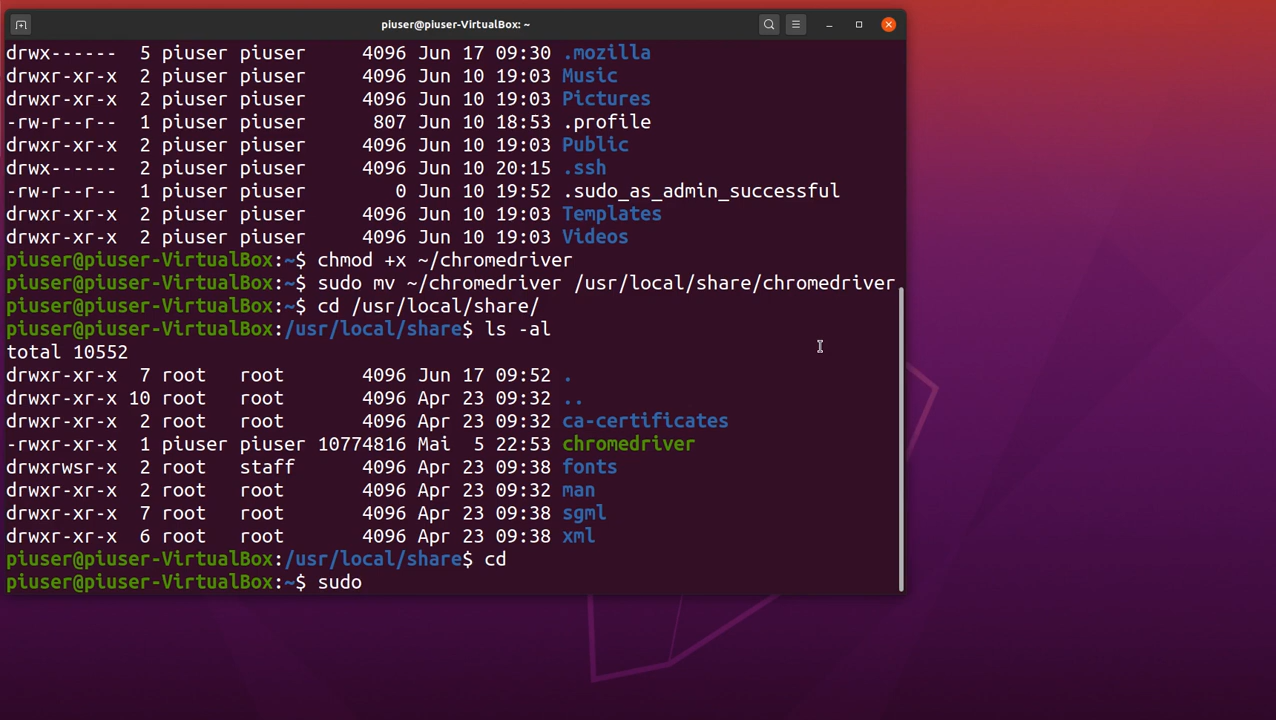 piuser@piuser-VirtualBox: ~
drwx------  5 piuser piuser     4096 Jun 17 09:30 .mozilla
drwxr-xr-x  2 piuser piuser     4096 Jun 10 19:03 Music
drwxr-xr-x  2 piuser piuser     4096 Jun 10 19:03 Pictures
-rw-r--r--  1 piuser piuser      807 Jun 10 18:53 .profile
drwxr-xr-x  2 piuser piuser     4096 Jun 10 19:03 Public
drwx------  2 piuser piuser     4096 Jun 10 20:15 .ssh
-rw-r--r--  1 piuser piuser        0 Jun 10 19:52 .sudo_as_admin_successful
drwxr-xr-x  2 piuser piuser     4096 Jun 10 19:03 Templates
drwxr-xr-x  2 piuser piuser     4096 Jun 10 19:03 Videos
piuser@piuser-VirtualBox:~$ chmod +x ~/chromedriver
piuser@piuser-VirtualBox:~$ sudo mv ~/chromedriver /usr/local/share/chromedriver
piuser@piuser-VirtualBox:~$ cd /usr/local/share/
piuser@piuser-VirtualBox:/usr/local/share$ ls -al
total 10552
drwxr-xr-x  7 root   root       4096 Jun 17 09:52 .
drwxr-xr-x 10 root   root       4096 Apr 23 09:32 ..
drwxr-xr-x  2 root   root       4096 Apr 23 09:32 ca-certificates
-rwxr-xr-x  1 piuser piuser 10774816 Mai  5 22:53 chromedriver
drwxrwsr-x  2 root   staff      4096 Apr 23 09:38 fonts
drwxr-xr-x  2 root   root       4096 Apr 23 09:32 man
drwxr-xr-x  7 root   root       4096 Apr 23 09:38 sgml
drwxr-xr-x  6 root   root       4096 Apr 23 09:38 xml
piuser@piuser-VirtualBox:/usr/local/share$ cd
piuser@piuser-VirtualBox:~$ sudo